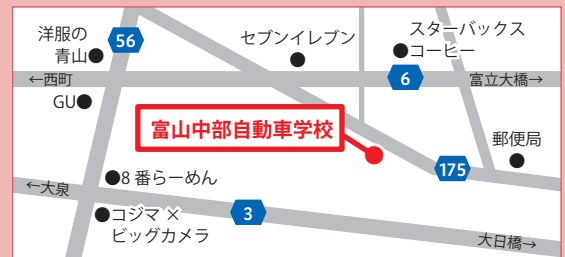 洋服の
青山
56
セブンイレブン
スターバックス
コーヒー
←西町
6
富立大橋→
GU
富山中部自動車学校
郵便局
175
8番らーめん
←大泉
コジマ×
ビッグカメラ
3
大日橋→